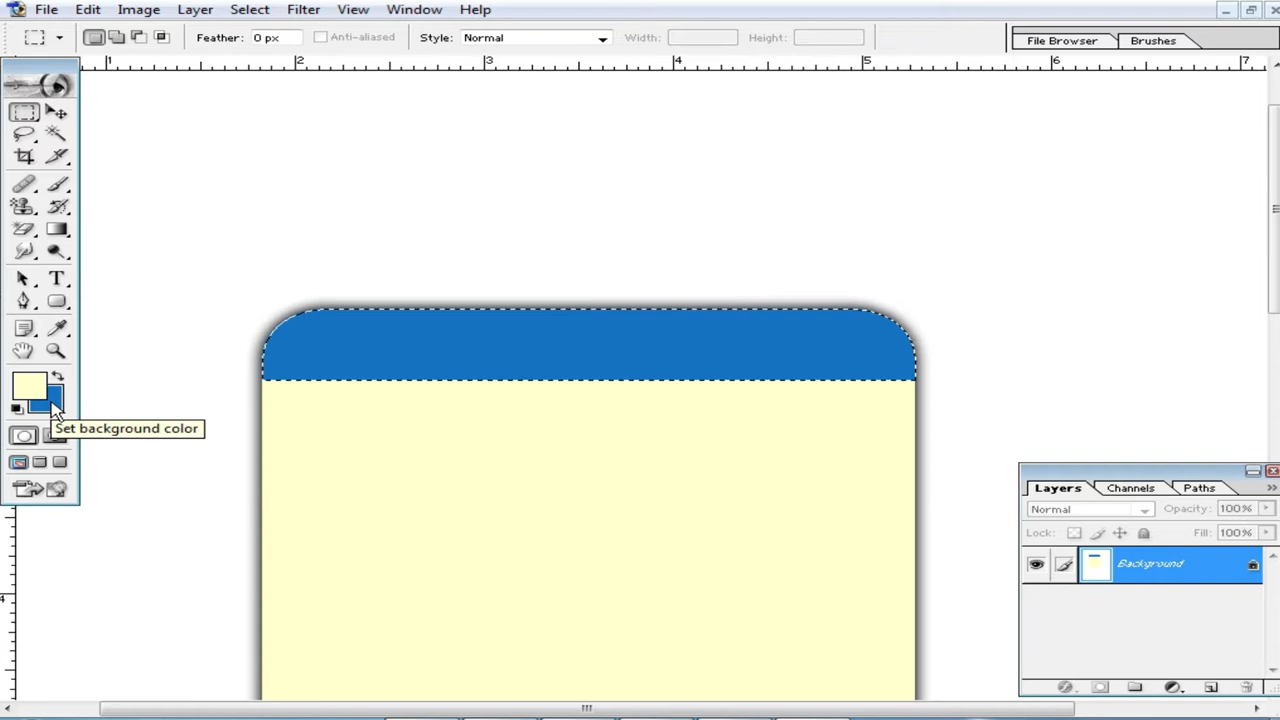 File Edit Image Layer Select Filter View Window Help
Feather: 0 px Anti-aliased Style: Normal Width: Height: File Browser Brushes
1 2 3 4 5 6 7
T
Set background color
4
Layers Channels Paths
Normal Opacity: 100%
Lock: Fill: 100%
Background